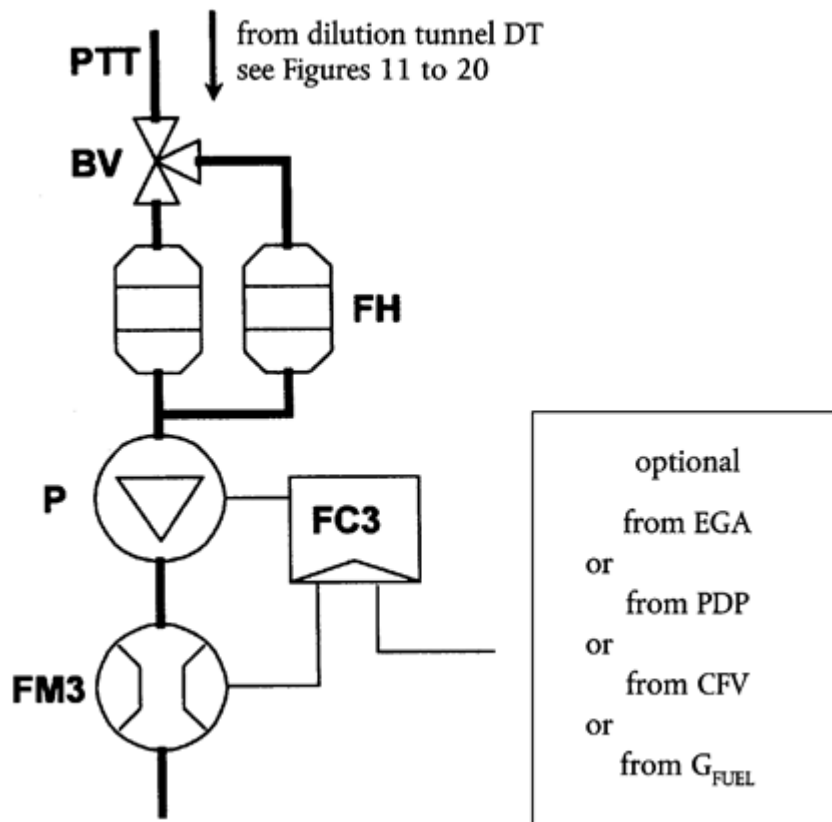 from dilution tunnel DT
see Figures 11 to 20
PTT
BV
FH
P
FC3
FM3
optional
from EGA
or
from PDP
or
from CFV
or
from G_FUEL